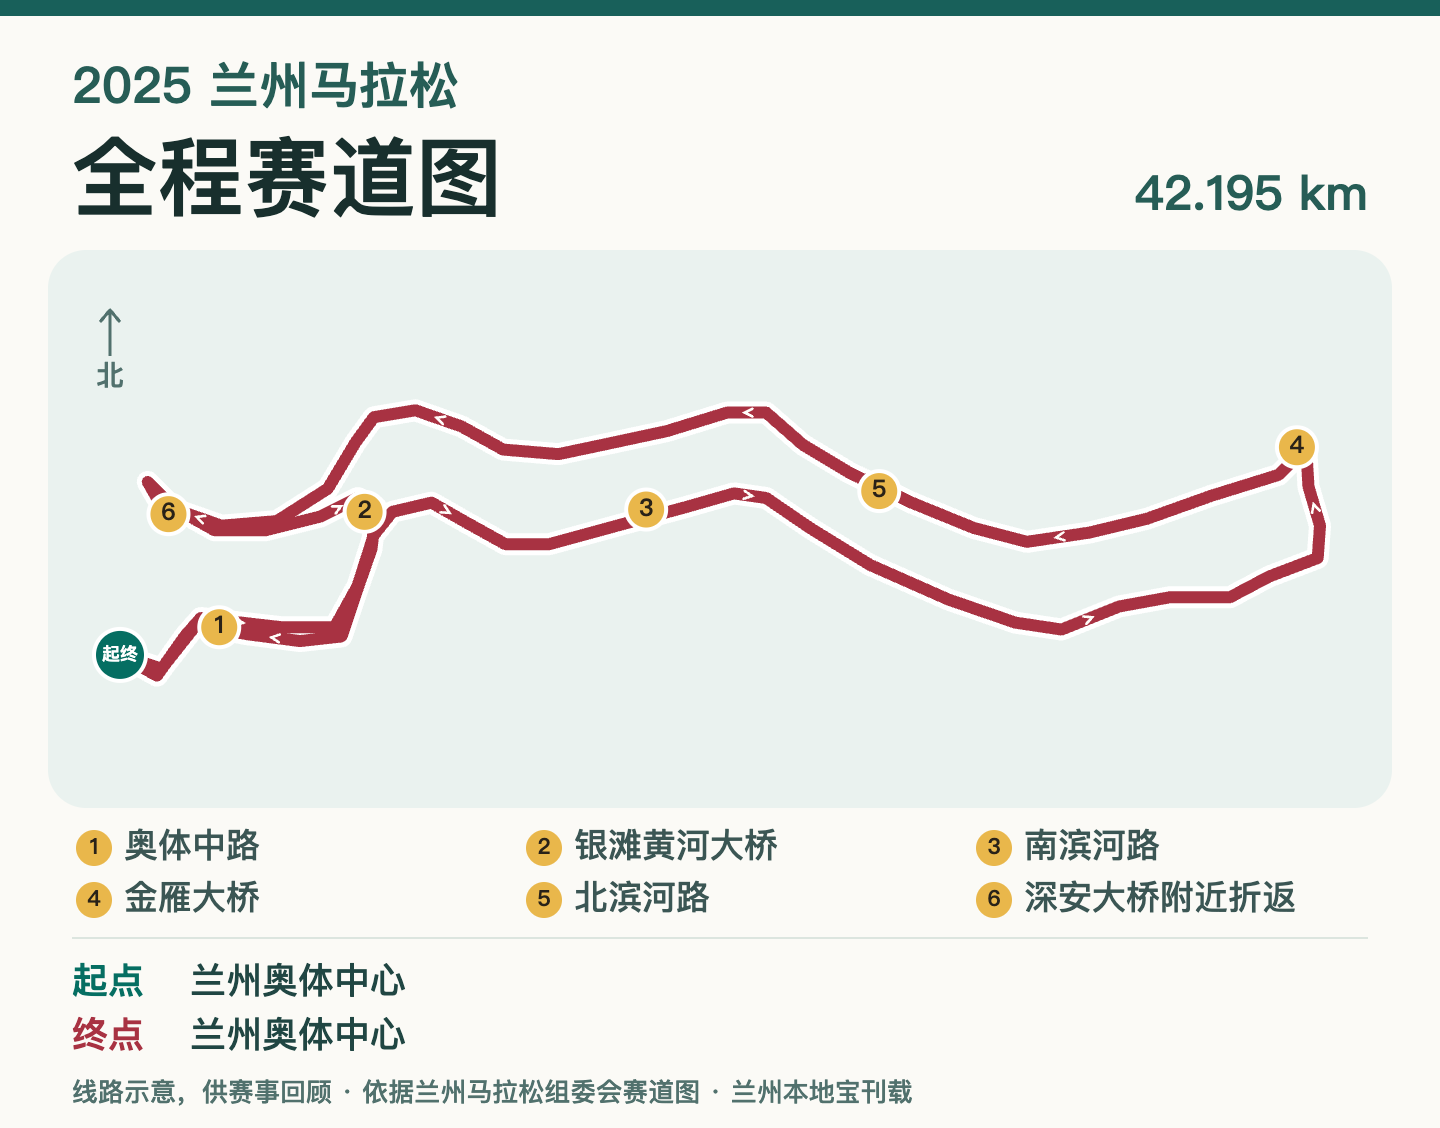 2025 兰州马拉松
全程赛道图
42.195 km
北
4
5
6
2
3
1
起终
1 奥体中路
2 银滩黄河大桥
3 南滨河路
4 金雁大桥
5 北滨河路
6 深安大桥附近折返
起点 兰州奥体中心
终点 兰州奥体中心
线路示意，供赛事回顾 · 依据兰州马拉松组委会赛道图 · 兰州本地宝刊载